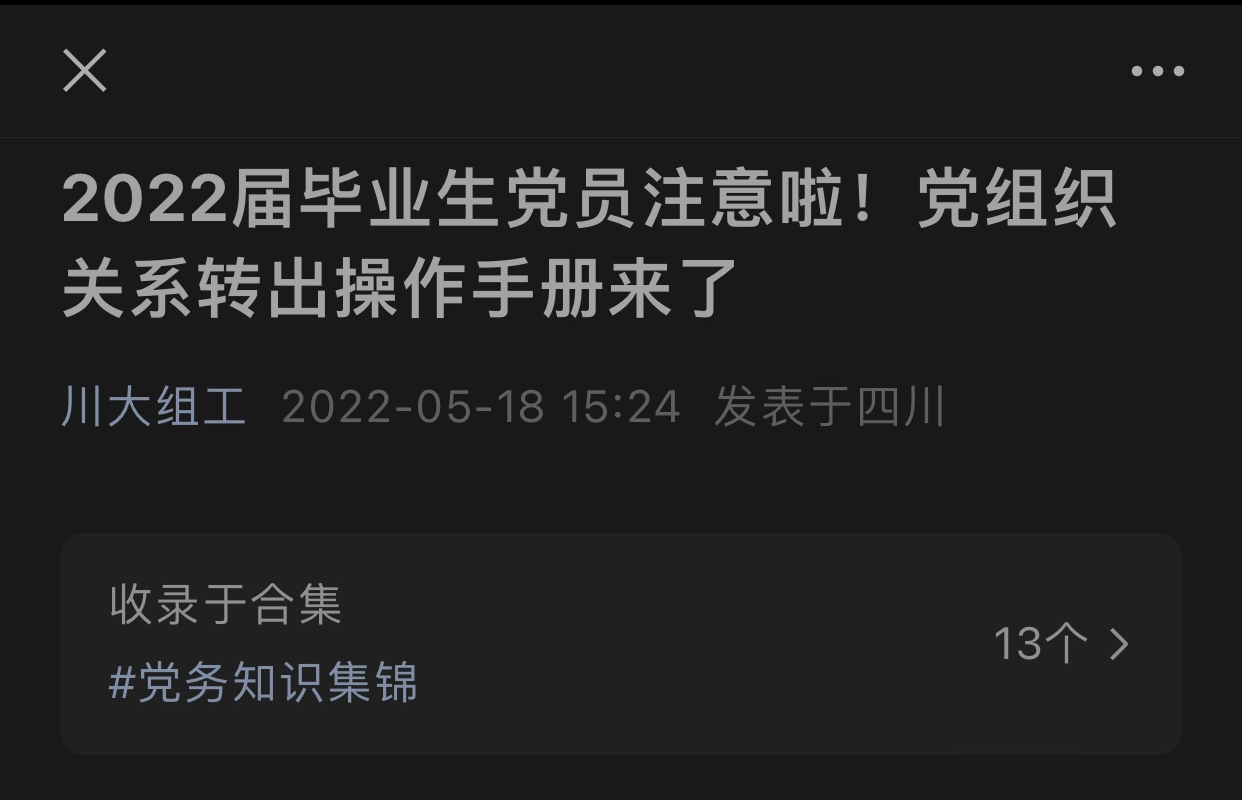 2022届毕业生党员注意啦！党组织
关系转出操作手册来了
川大组工 2022-05-18 15:24 发表于四川
收录于合集
#党务知识集锦
13个